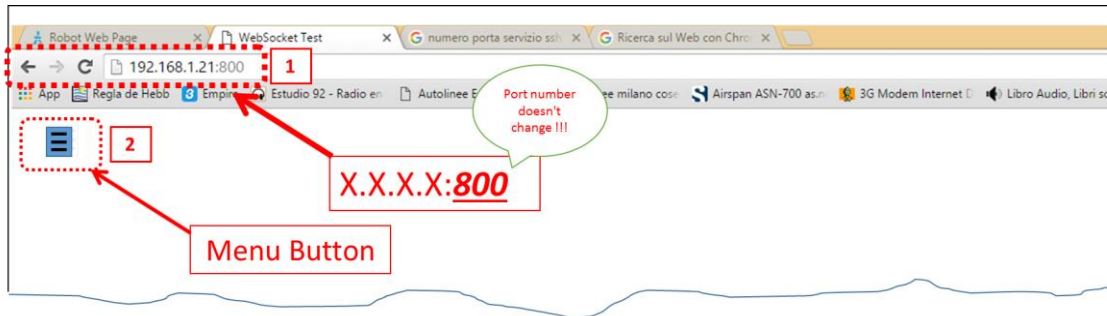 Robot Web Page
WebSocket Test
numero porta servizio ssh
Ricerca sul Web con Chro
192.168.1.21:800
1
App
Regla de Hebb
Empire
Estudio 92 - Radio en
Autolinee E
ee milano cose
Airspan ASN-700 as.n
3G Modem Internet D
Libro Audio, Libri so
Port number
doesn't
change !!!
2
X.X.X.X:800
Menu Button